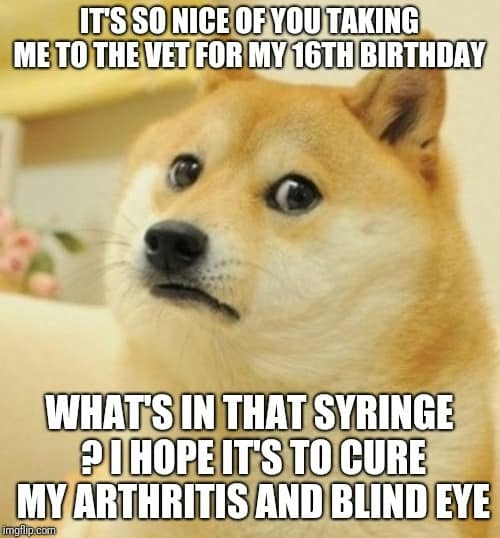 IT'S SO NICE OF YOU TAKING
ME TO THE VET FOR MY 16TH BIRTHDAY
WHAT'S IN THAT SYRINGE
? I HOPE IT'S TO CURE
MY ARTHRITIS AND BLIND EYE
imgflip.com